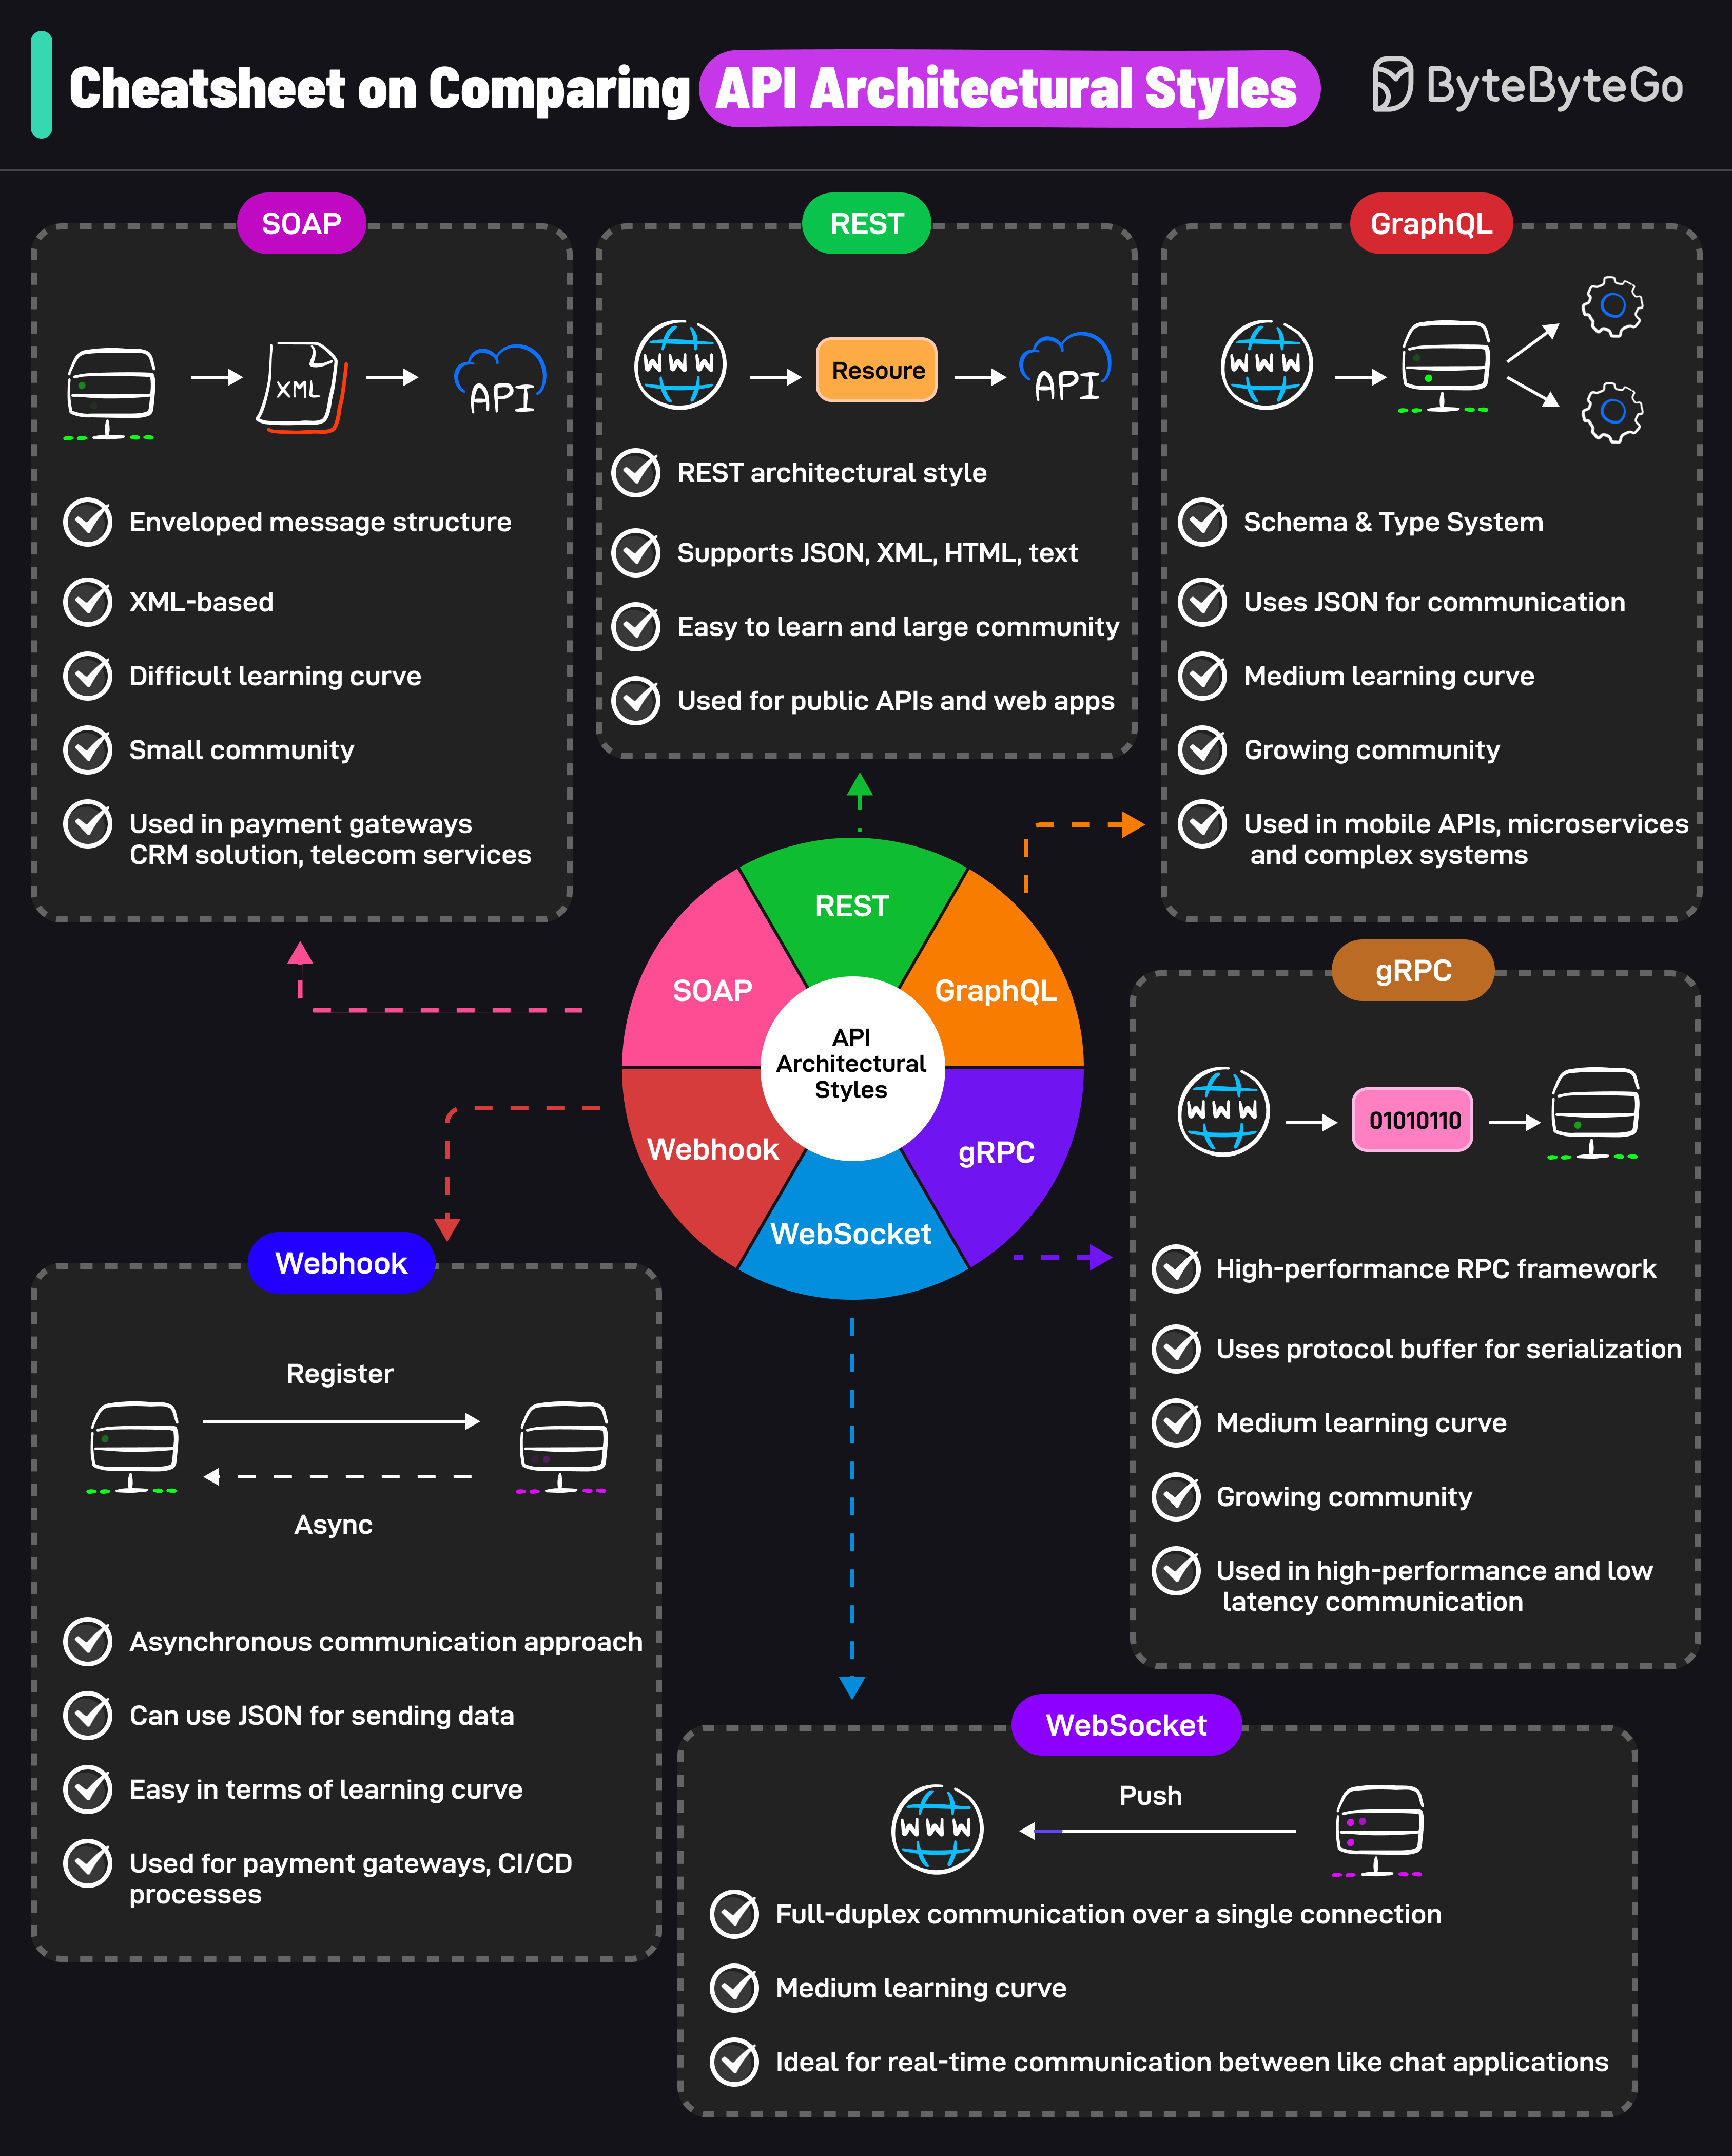 Cheatsheet on Comparing API Architectural Styles
ByteByteGo
SOAP
XML
API
Enveloped message structure
XML-based
Difficult learning curve
Small community
Used in payment gateways
CRM solution, telecom services
REST
WWW
Resoure
API
REST architectural style
Supports JSON, XML, HTML, text
Easy to learn and large community
Used for public APIs and web apps
GraphQL
WWW
Schema & Type System
Uses JSON for communication
Medium learning curve
Growing community
Used in mobile APIs, microservices
and complex systems
REST
SOAP
GraphQL
API
Architectural
Styles
Webhook
gRPC
WebSocket
gRPC
WWW
01010110
High-performance RPC framework
Uses protocol buffer for serialization
Medium learning curve
Growing community
Used in high-performance and low
latency communication
Webhook
Register
Async
Asynchronous communication approach
Can use JSON for sending data
Easy in terms of learning curve
Used for payment gateways, CI/CD
processes
WebSocket
WWW
Push
Full-duplex communication over a single connection
Medium learning curve
Ideal for real-time communication between like chat applications